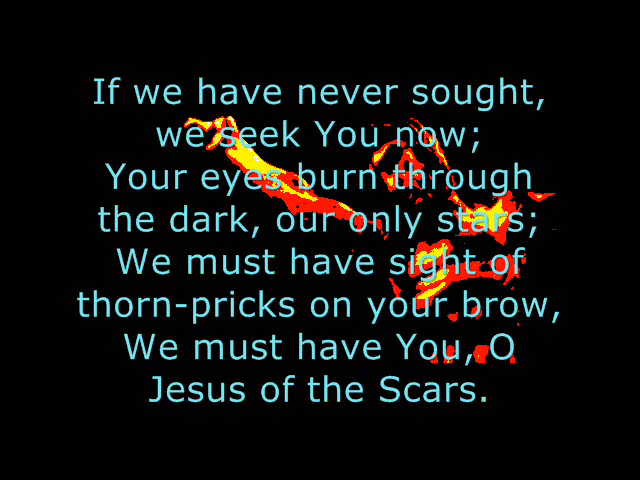 If we have never sought,
we seek You now;
Your eyes burn through
the dark, our only stars;
We must have sight of
thorn-pricks on your brow,
We must have You, O
Jesus of the Scars.